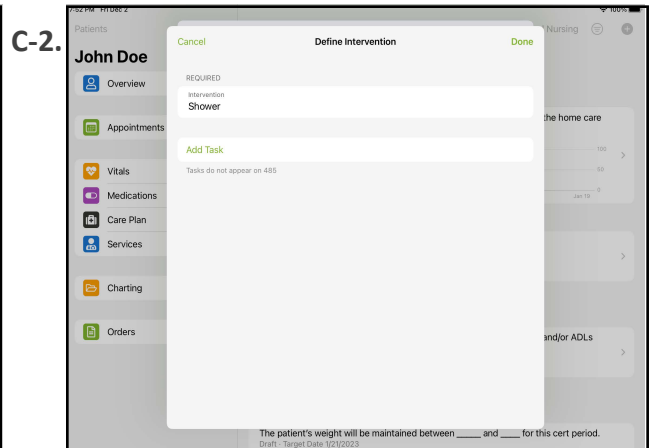 C-2.
7:52 PM Fri Dec 2
100%
Patients
Nursing
John Doe
Cancel
Define Intervention
Done
Overview
REQUIRED
Intervention
Shower
the home care
Appointments
Add Task
100
Tasks do not appear on 485
Vitals
50
0
Medications
Jan 18
Care Plan
Services
Charting
Orders
and/or ADLs
The patient's weight will be maintained between _____ and ____ for this cert period.
Draft - Target Date 1/21/2023